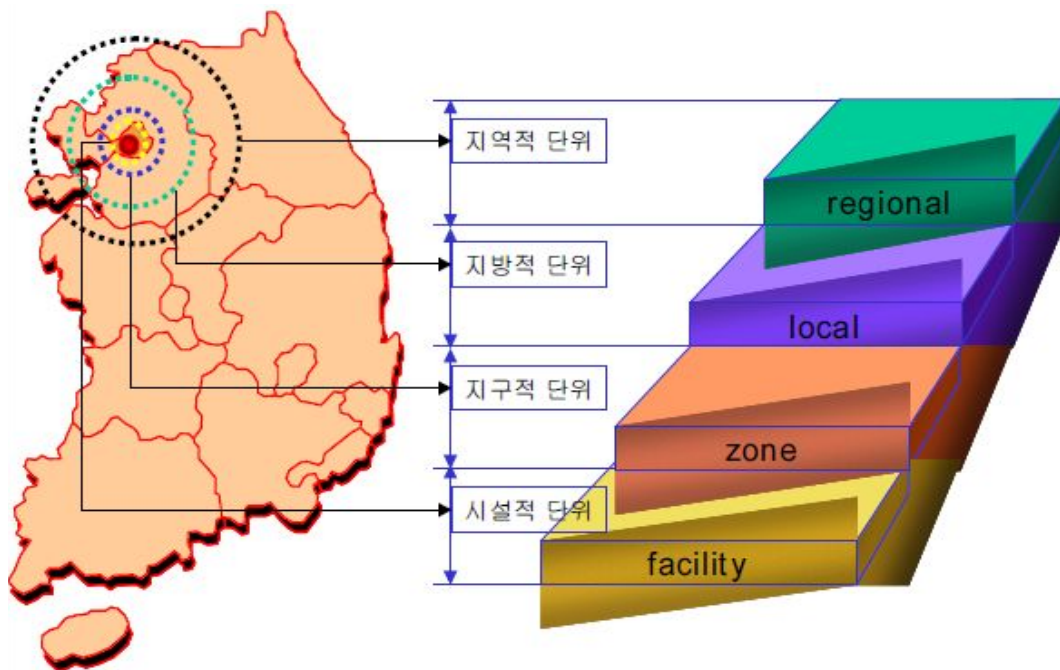 지역적 단위
regional
지방적 단위
local
지구적 단위
zone
시설적 단위
facility